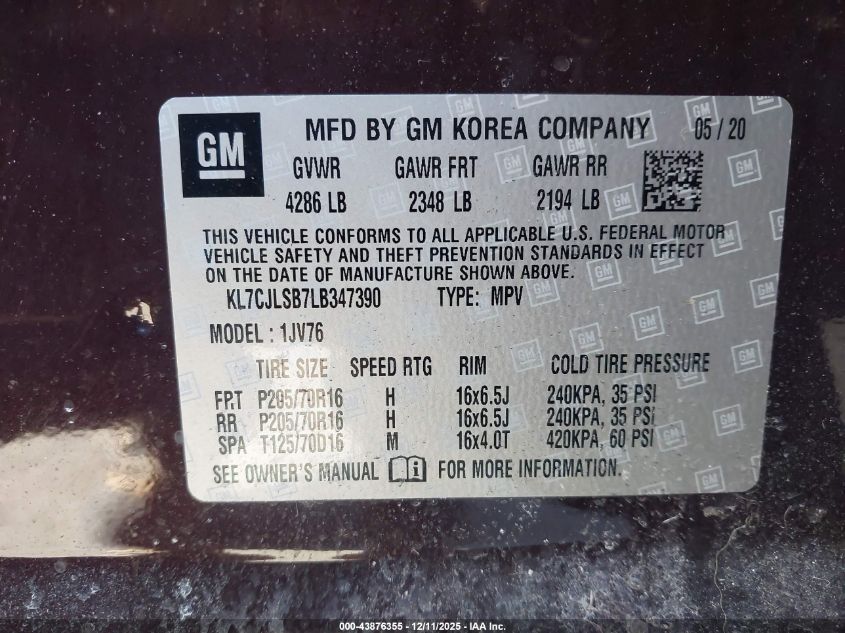 GM MFD BY GM KOREA COMPANY 05 / 20
GVWR GAWR FRT GAWR RR
4286 LB 2348 LB 2194 LB
THIS VEHICLE CONFORMS TO ALL APPLICABLE U.S. FEDERAL MOTOR
VEHICLE SAFETY AND THEFT PREVENTION STANDARDS IN EFFECT
ON THE DATE OF MANUFACTURE SHOWN ABOVE.
KL7CJLSB7LB347390 TYPE: MPV
MODEL : 1JV76
TIRE SIZE SPEED RTG RIM COLD TIRE PRESSURE
FRT P205/70R16 H 16x6.5J 240KPA, 35 PSI
RR P205/70R16 H 16x6.5J 240KPA, 35 PSI
SPA T125/70D16 M 16x4.0T 420KPA, 60 PSI
SEE OWNER'S MANUAL i FOR MORE INFORMATION.
000-43876355 - 12/11/2025 - IAA Inc.